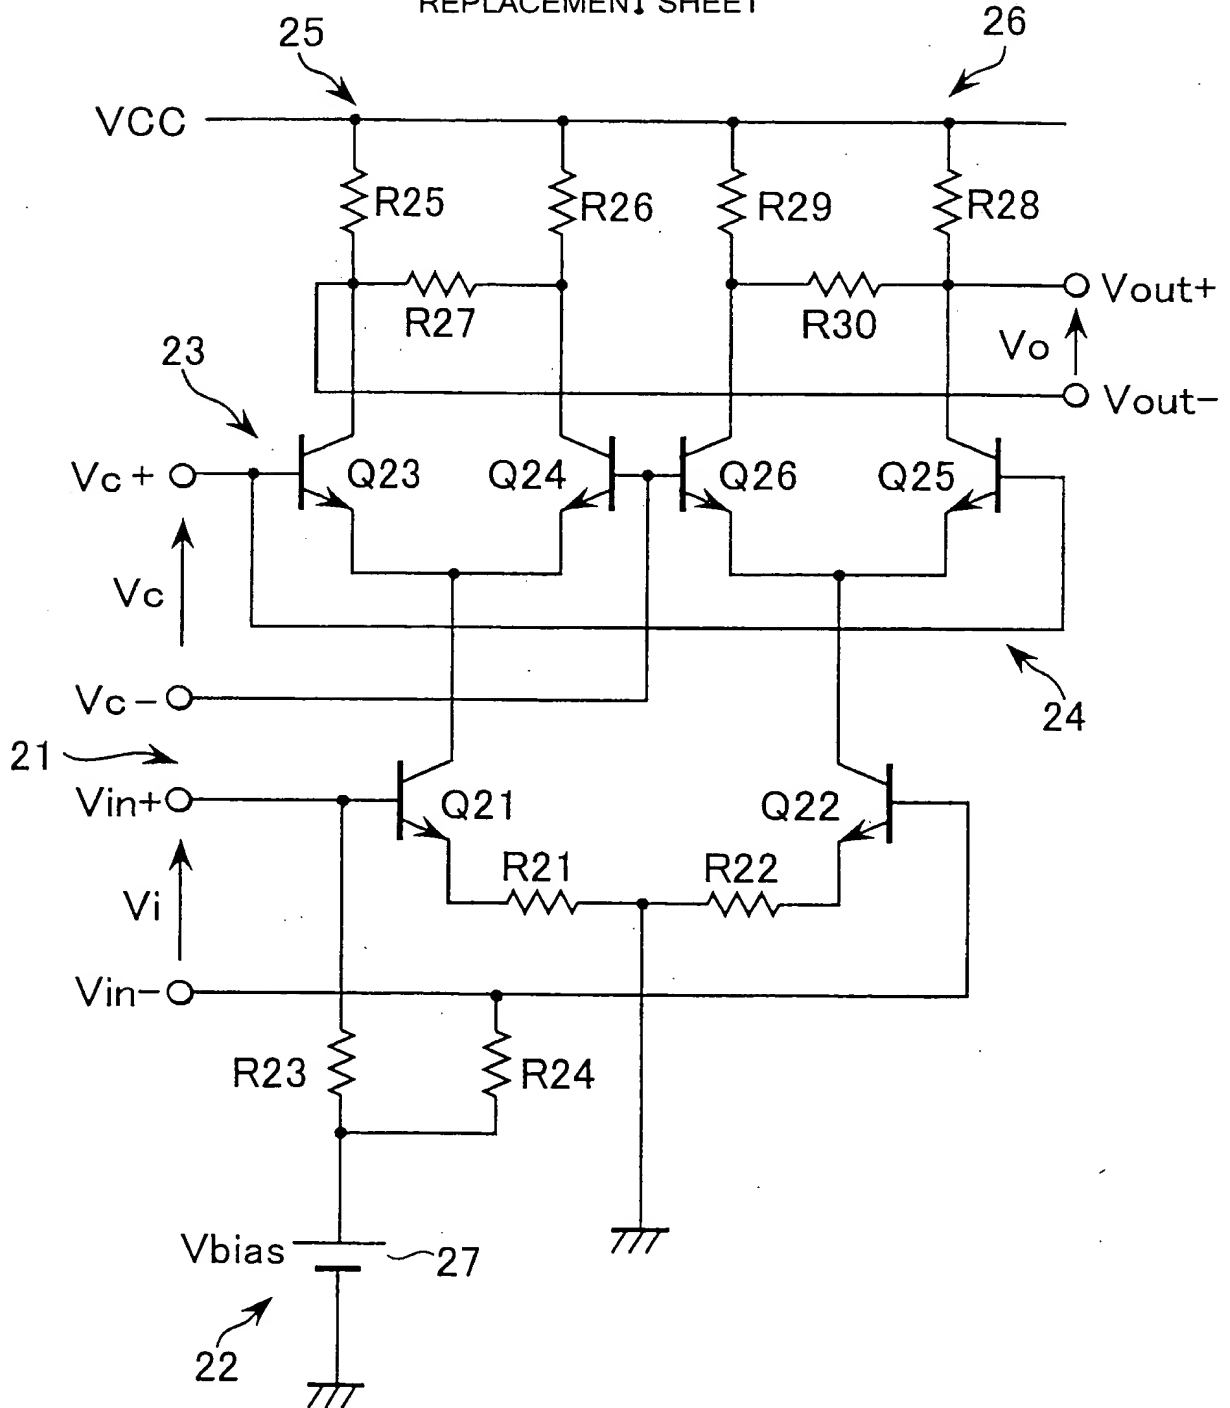 REPLACEMENT SHEET
25
26
VCC
R25
R26
R29
R28
Vout+
R27
R30
Vo
23
Vout-
Vc+
Q23
Q24
Q26
Q25
Vc
Vc-
24
21
Vin+
Q21
Q22
R21
R22
Vi
Vin-
R23
R24
Vbias
27
22